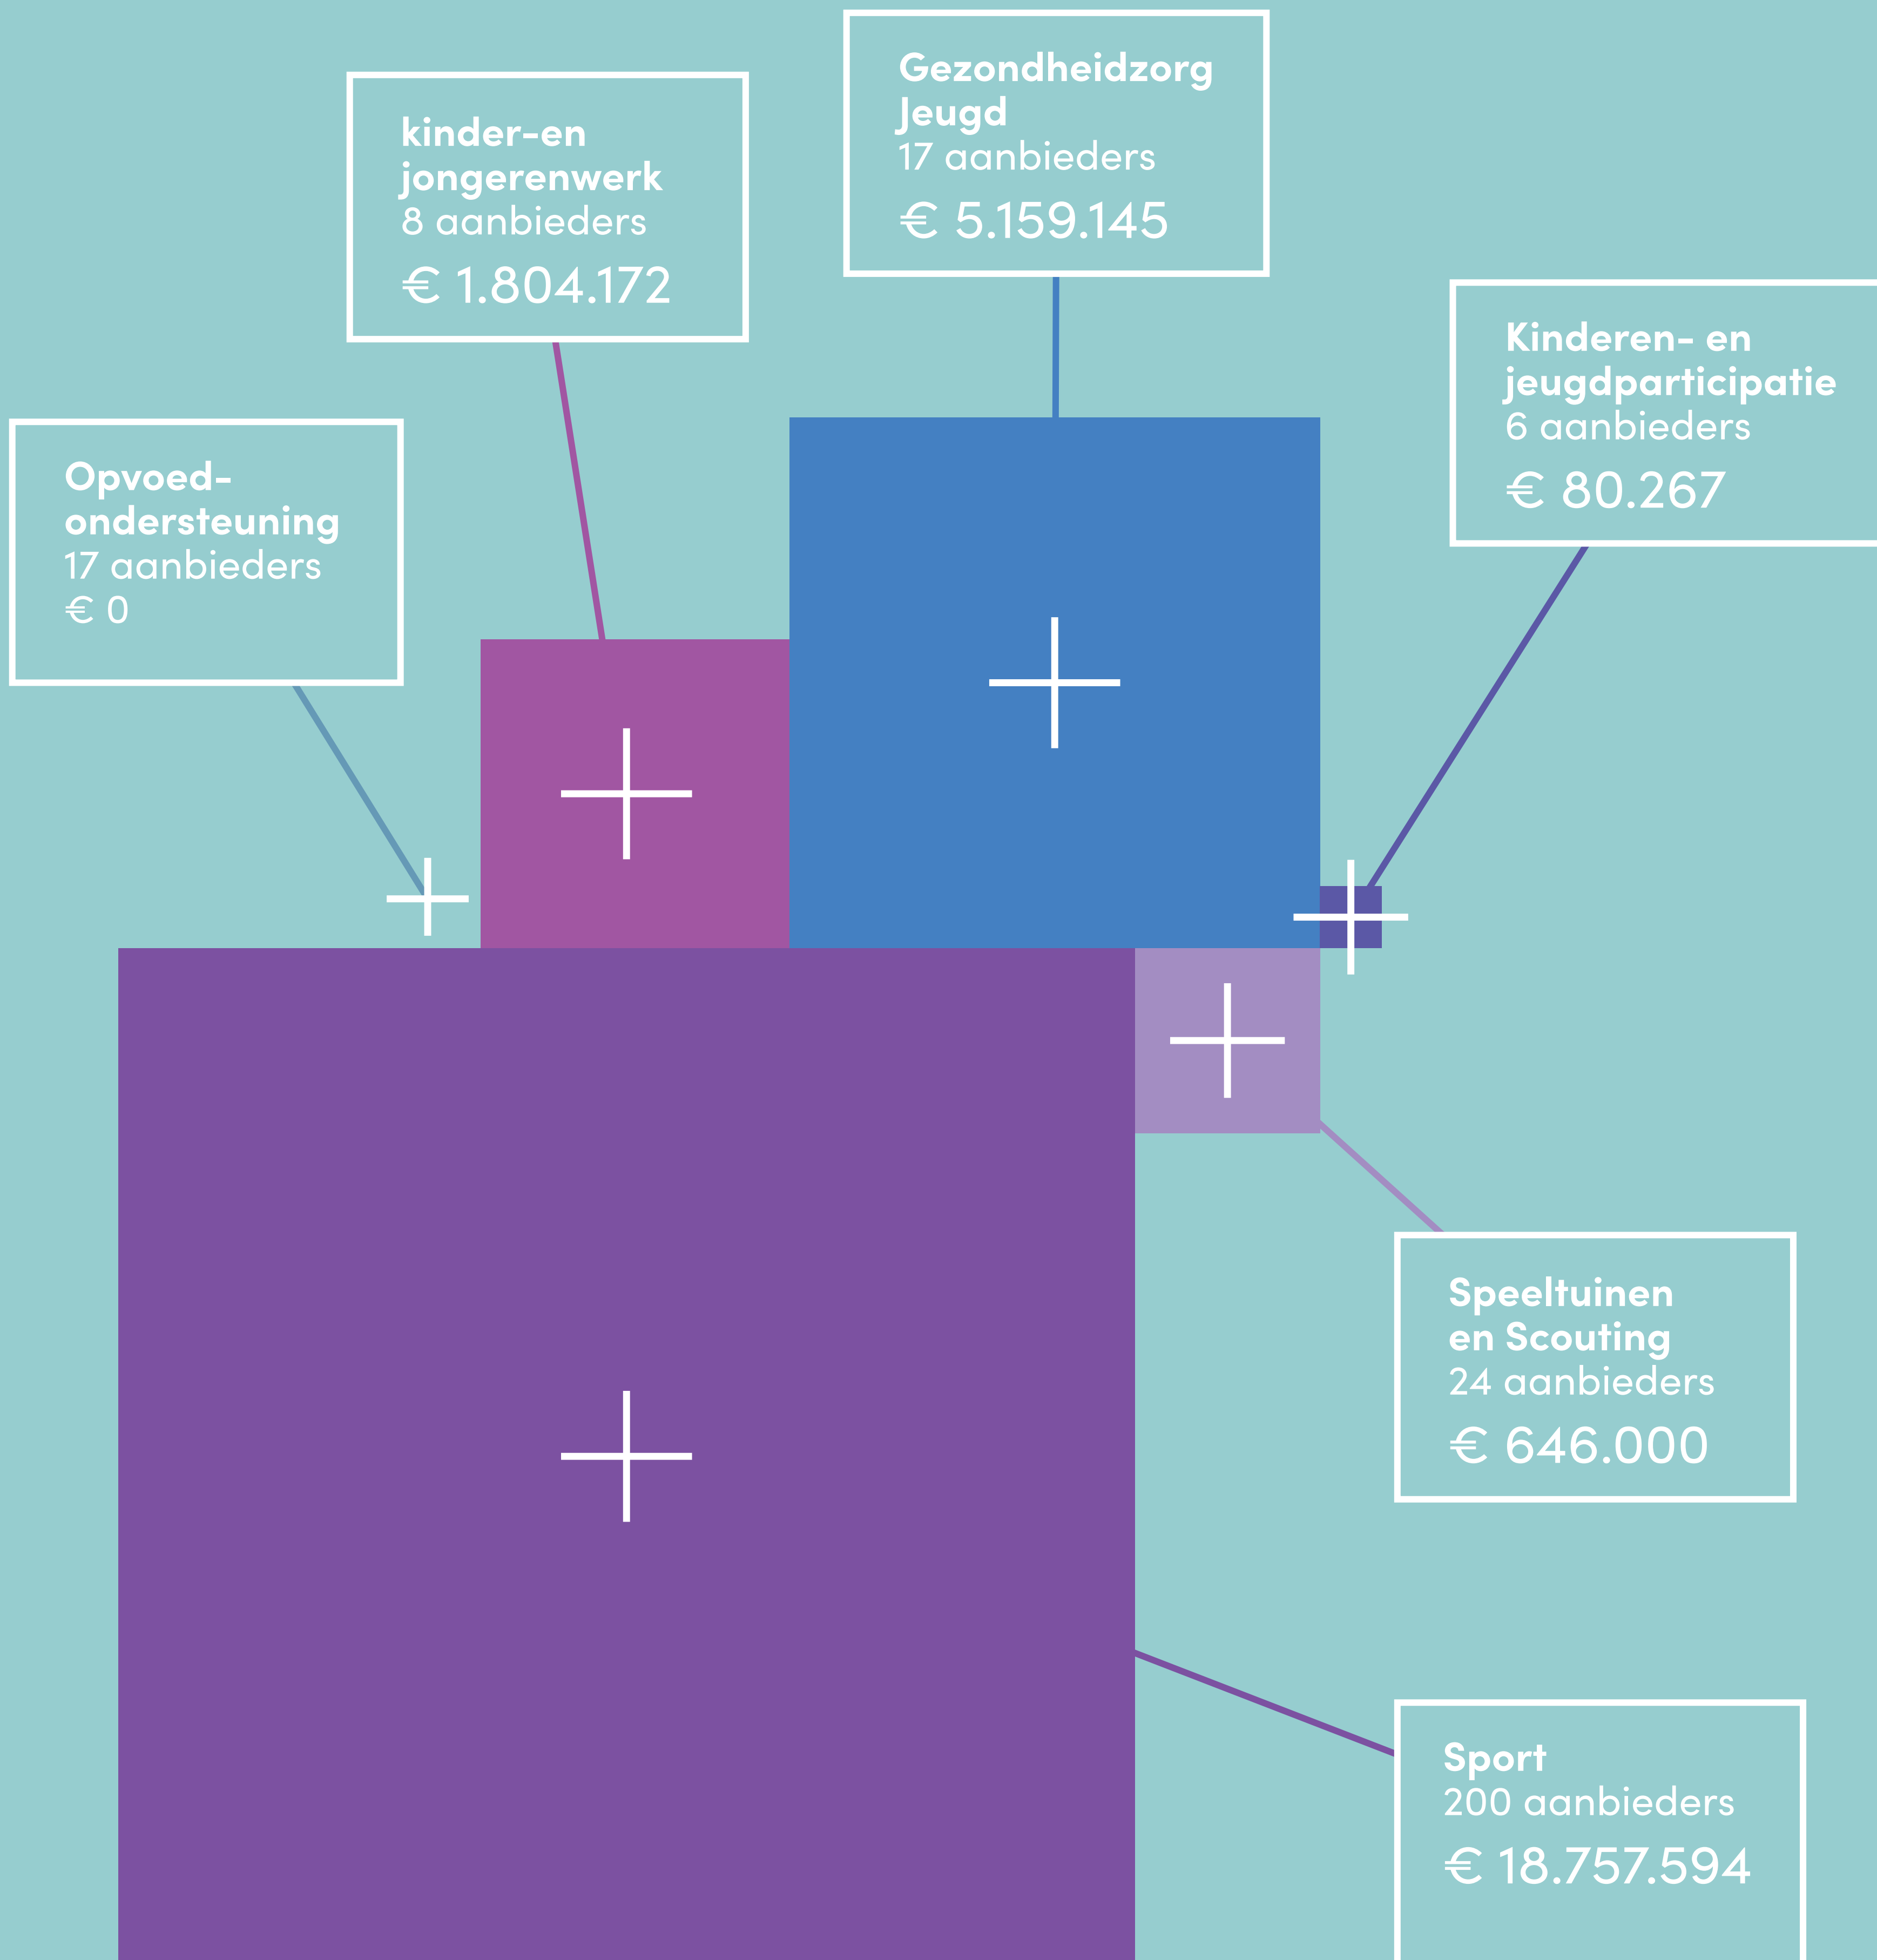 Gezondheidzorg
Jeugd
17 aanbieders
€ 5.159.145
kinder-en
jongerenwerk
8 aanbieders
€ 1.804.172
Kinderen- en
jeugdparticipatie
6 aanbieders
€ 80.267
Opvoed-
ondersteuning
17 aanbieders
€ 0
Speeltuinen
en Scouting
24 aanbieders
€ 646.000
Sport
200 aanbieders
€ 18.757.594